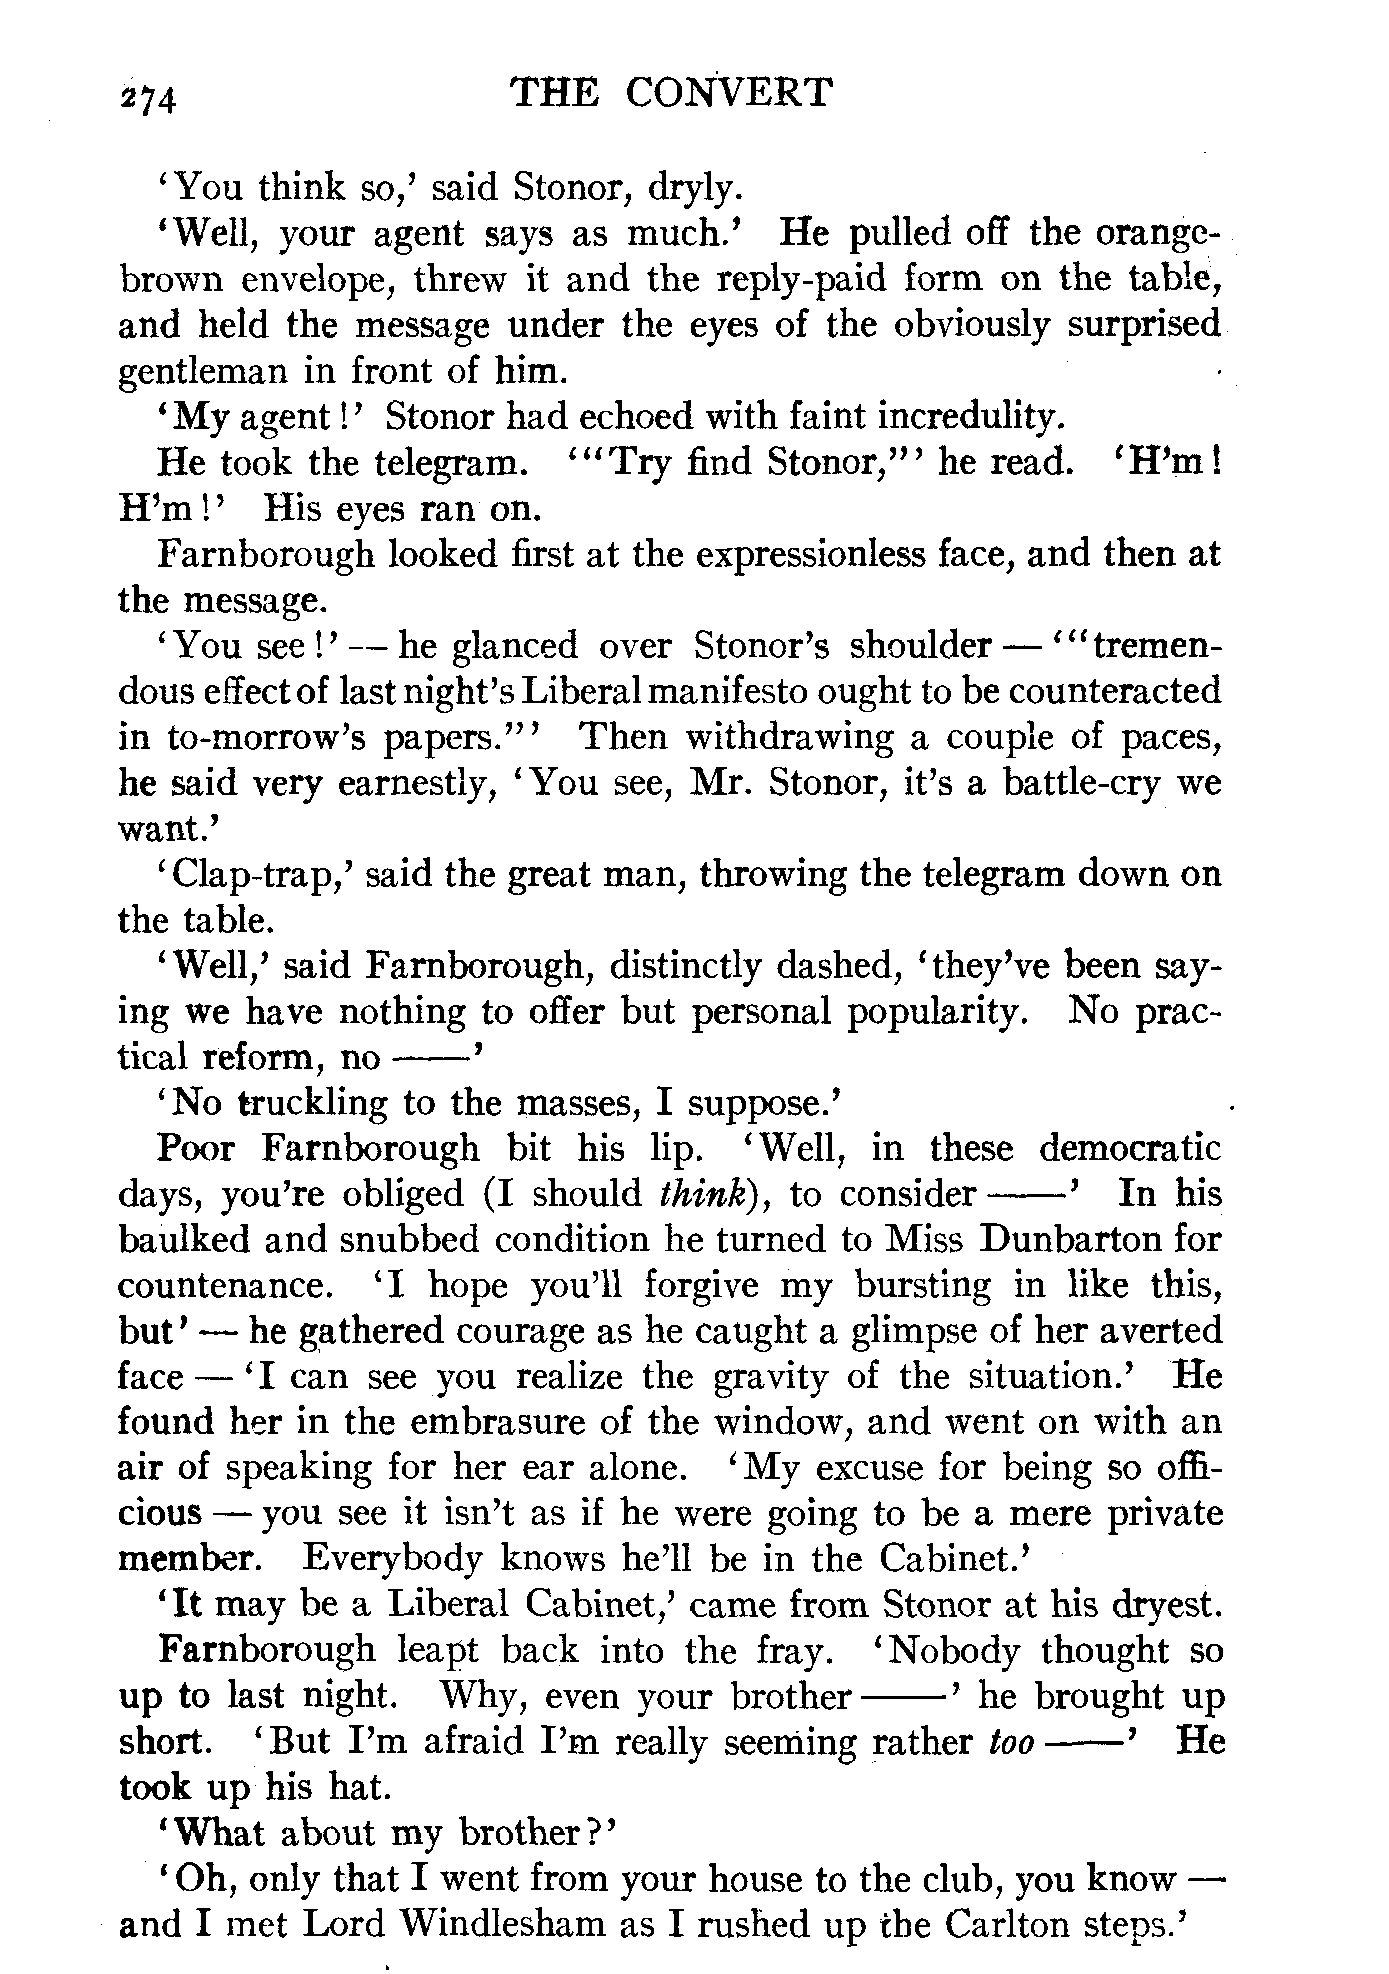 274 THE CONVERT
‘You think so,’ said Stonor, dryly.
‘Well, your agent says as much.’ He pulled off the orange-
brown envelope, threw it and the reply-paid form on the table,
and held the message under the eyes of the obviously surprised
gentleman in front of him.
‘My agent!’ Stonor had echoed with faint incredulity.
He took the telegram. ‘“Try find Stonor,”’ he read. ‘H’m!
H’m!’ His eyes ran on.
Farnborough looked first at the expressionless face, and then at
the message.
‘You see!’ — he glanced over Stonor’s shoulder — ‘“tremen-
dous effect of last night’s Liberal manifesto ought to be counteracted
in to-morrow’s papers.”’ Then withdrawing a couple of paces,
he said very earnestly, ‘You see, Mr. Stonor, it’s a battle-cry we
want.’
‘Clap-trap,’ said the great man, throwing the telegram down on
the table.
‘Well,’ said Farnborough, distinctly dashed, ‘they’ve been say-
ing we have nothing to offer but personal popularity. No prac-
tical reform, no ——’
‘No truckling to the masses, I suppose.’
Poor Farnborough bit his lip. ‘Well, in these democratic
days, you’re obliged (I should think), to consider ——’ In his
baulked and snubbed condition he turned to Miss Dunbarton for
countenance. ‘I hope you’ll forgive my bursting in like this,
but’ — he gathered courage as he caught a glimpse of her averted
face — ‘I can see you realize the gravity of the situation.’ He
found her in the embrasure of the window, and went on with an
air of speaking for her ear alone. ‘My excuse for being so offi-
cious — you see it isn’t as if he were going to be a mere private
member. Everybody knows he’ll be in the Cabinet.’
‘It may be a Liberal Cabinet,’ came from Stonor at his dryest.
Farnborough leapt back into the fray. ‘Nobody thought so
up to last night. Why, even your brother ——’ he brought up
short. ‘But I’m afraid I’m really seeming rather too ——’ He
took up his hat.
‘What about my brother?’
‘Oh, only that I went from your house to the club, you know —
and I met Lord Windlesham as I rushed up the Carlton steps.’